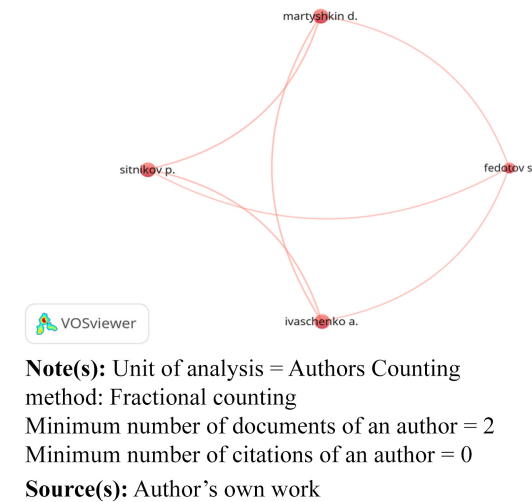 martyshkin d.
sitnikov p.
fedotov s
ivaschenko a.
VOSviewer
Note(s): Unit of analysis = Authors Counting
method: Fractional counting
Minimum number of documents of an author = 2
Minimum number of citations of an author = 0
Source(s): Author’s own work